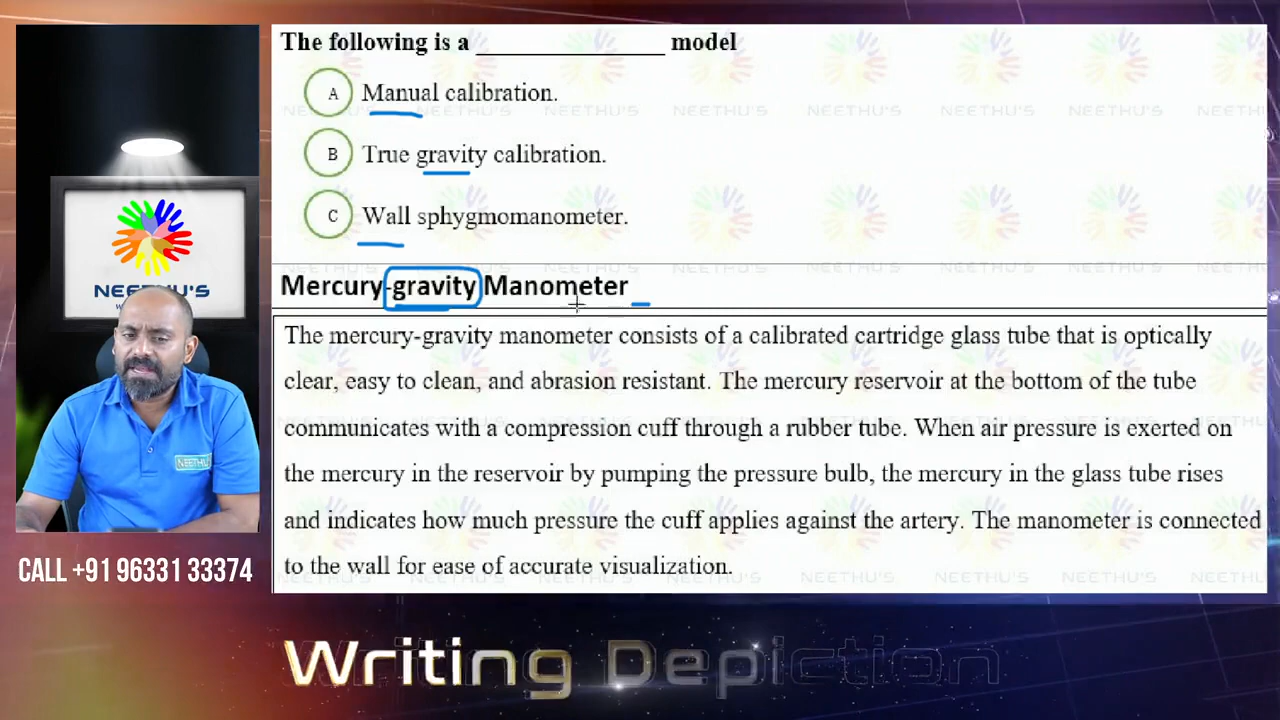 The following is a ________________ model
A Manual calibration.
B True gravity calibration.
C Wall sphygmomanometer.
Mercury-gravity Manometer
The mercury-gravity manometer consists of a calibrated cartridge glass tube that is optically
clear, easy to clean, and abrasion resistant. The mercury reservoir at the bottom of the tube
communicates with a compression cuff through a rubber tube. When air pressure is exerted on
the mercury in the reservoir by pumping the pressure bulb, the mercury in the glass tube rises
and indicates how much pressure the cuff applies against the artery. The manometer is connected
to the wall for ease of accurate visualization.
NEETHU'S
NEETHU'S
CALL +91 96331 33374
Writing Depiction